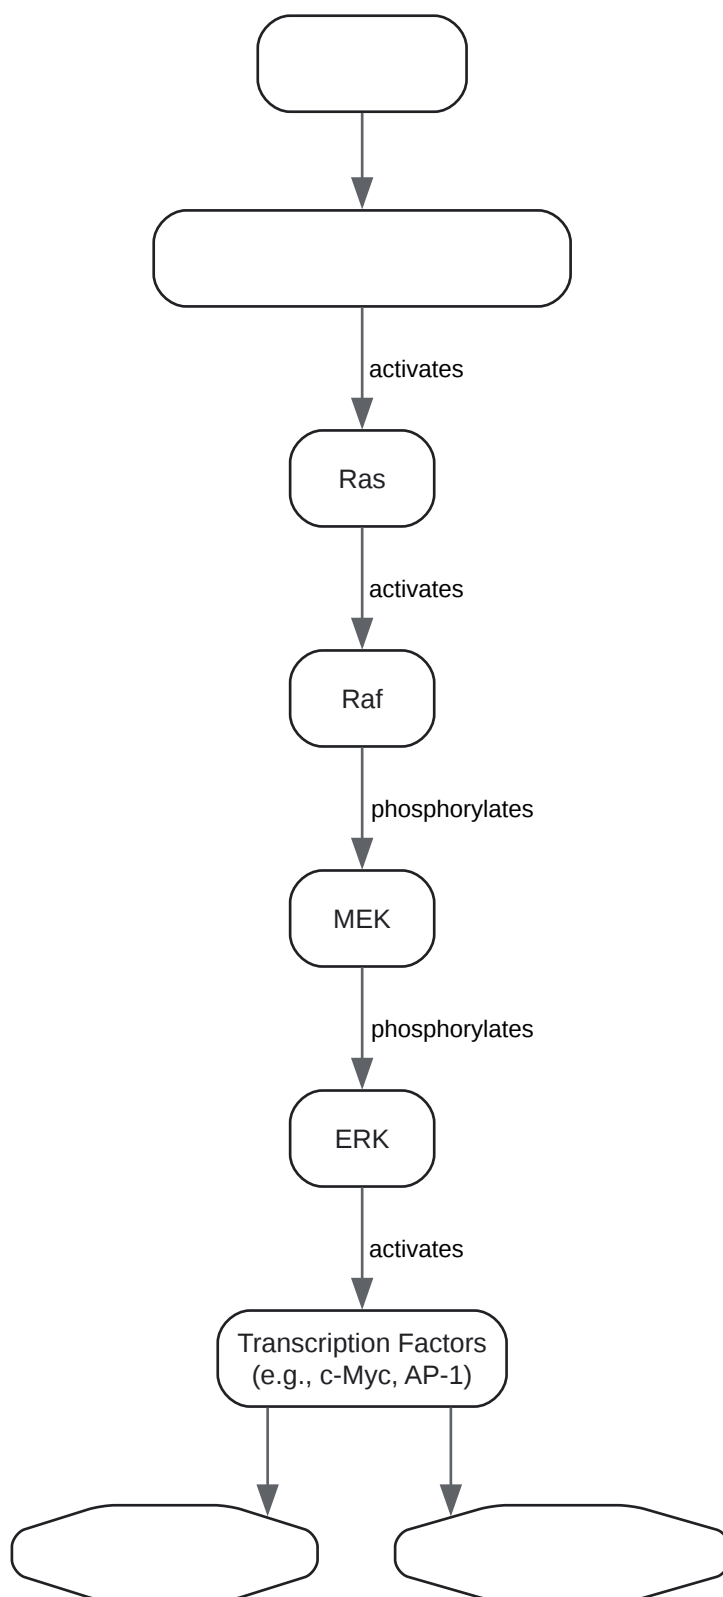 activates
Ras
activates
Raf
phosphorylates
MEK
phosphorylates
ERK
activates
Transcription Factors
(e.g., c-Myc, AP-1)